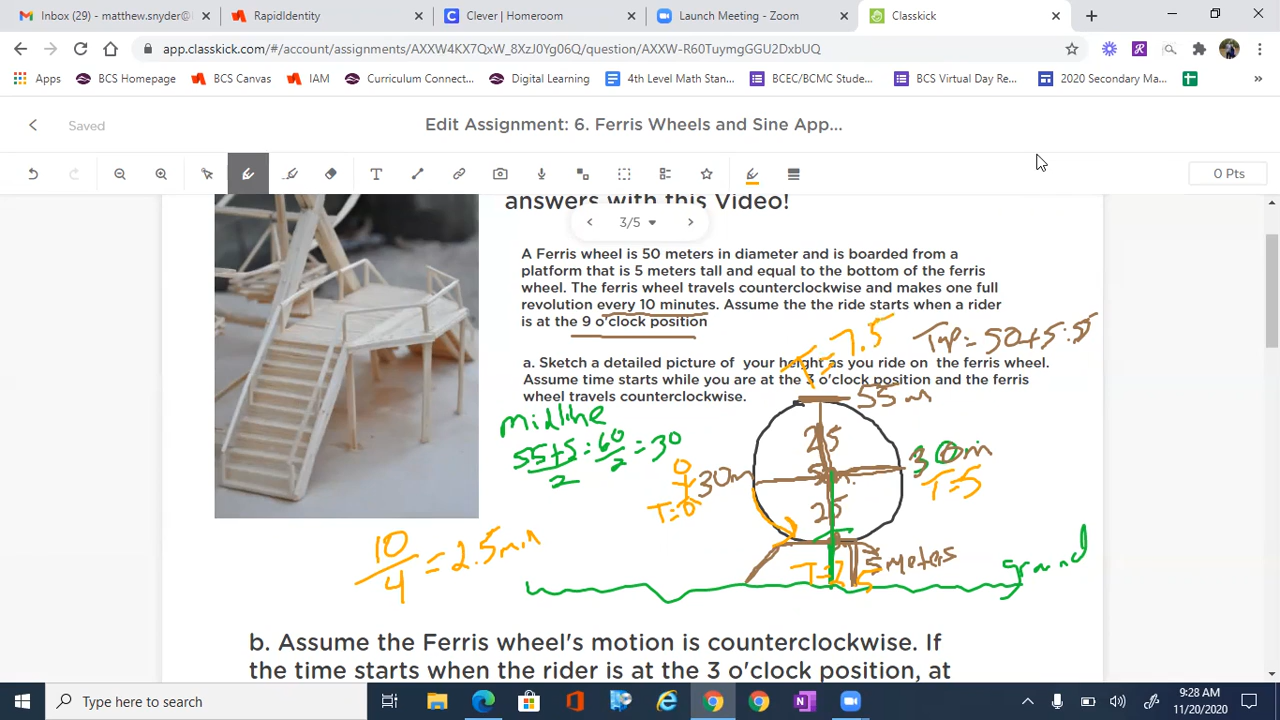 Inbox (29) - matthew.snyder@i
RapidIdentity
Clever | Homeroom
Launch Meeting - Zoom
Classkick
app.classkick.com/#/account/assignments/AXXW4KX7QxW_8XzJ0Yg06Q/question/AXXW-R60TuymgGGU2DxbUQ
Apps
BCS Homepage
BCS Canvas
IAM
Curriculum Connect...
Digital Learning
4th Level Math Stan...
BCEC/BCMC Stude...
BCS Virtual Day Re...
2020 Secondary Ma...
»
Saved
Edit Assignment: 6. Ferris Wheels and Sine App...
T
0 Pts
answers with this Video!
3/5
A Ferris wheel is 50 meters in diameter and is boarded from a
platform that is 5 meters tall and equal to the bottom of the ferris
wheel. The ferris wheel travels counterclockwise and makes one full
revolution every 10 minutes. Assume the the ride starts when a rider
is at the 9 o'clock position
T=7.5
Top=50+5:55
a. Sketch a detailed picture of your height as you ride on the ferris wheel.
Assume time starts while you are at the 3 o'clock position and the ferris
wheel travels counterclockwise.
55m
midline
55+5/2=60/2=30
25
30m
30m
T=0
T=5
25
10/4=2.5min
5 meters
T=2.5
ground
b. Assume the Ferris wheel's motion is counterclockwise. If
the time starts when the rider is at the 3 o'clock position, at
Type here to search
9:28 AM
11/20/2020